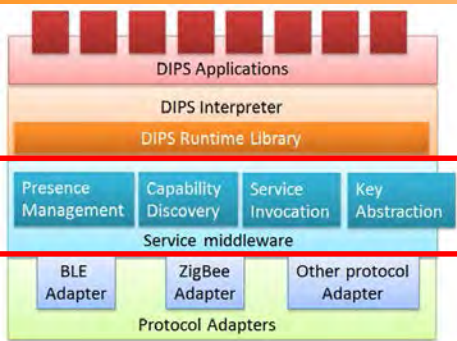 DIPS Applications
DIPS Interpreter
DIPS Runtime Library
Presence Capability Service Key
Management Discovery Invocation Abstraction
Service middleware
BLE ZigBee Other protocol
Adapter Adapter Adapter
Protocol Adapters